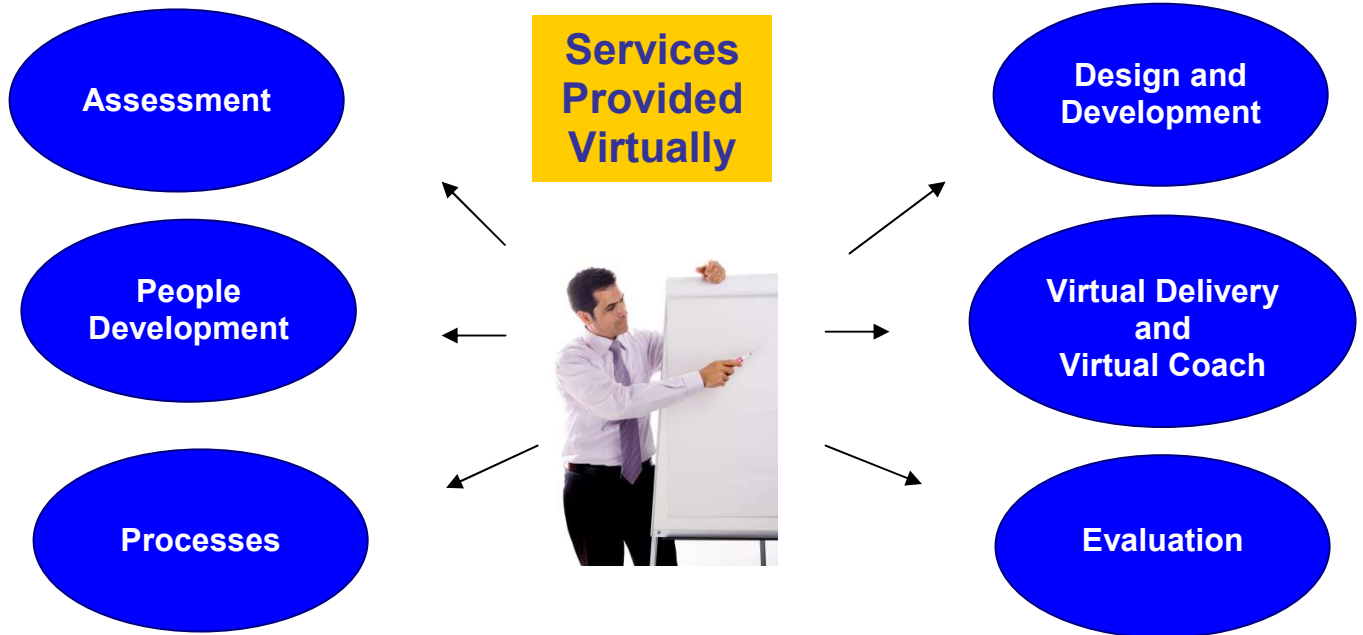 Services
Provided
Virtually
Assessment
People
Development
Processes
Design and
Development
Virtual Delivery
and
Virtual Coach
Evaluation